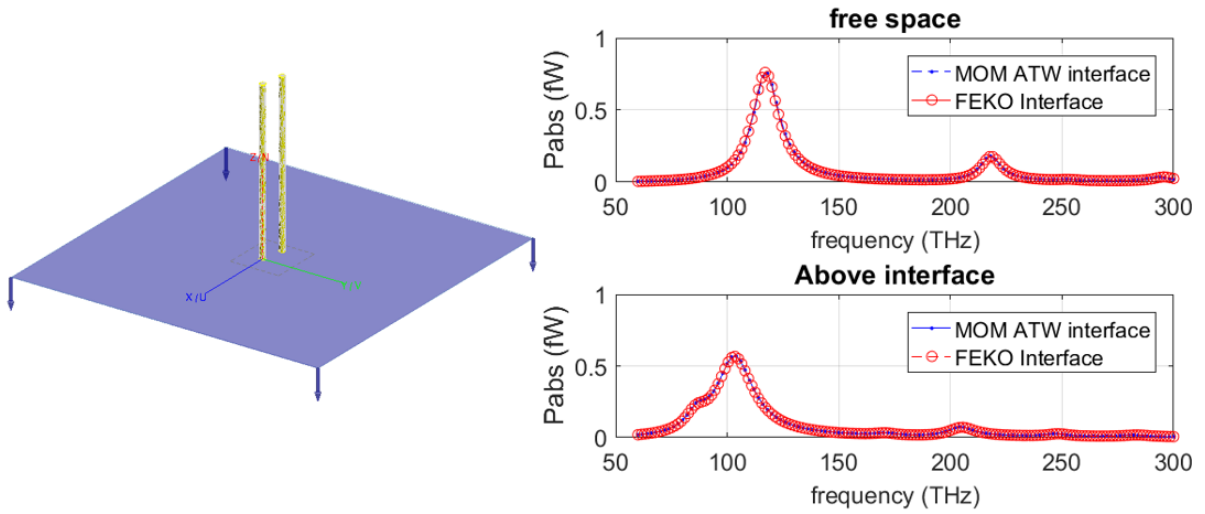 Z/N
X/U
free space
1
0.5
0
Pabs (fW)
MOM ATW interface
FEKO Interface
50 100 150 200 250 300
frequency (THz)
Above interface
1
0.5
0
Pabs (fW)
MOM ATW interface
FEKO Interface
50 100 150 200 250 300
frequency (THz)